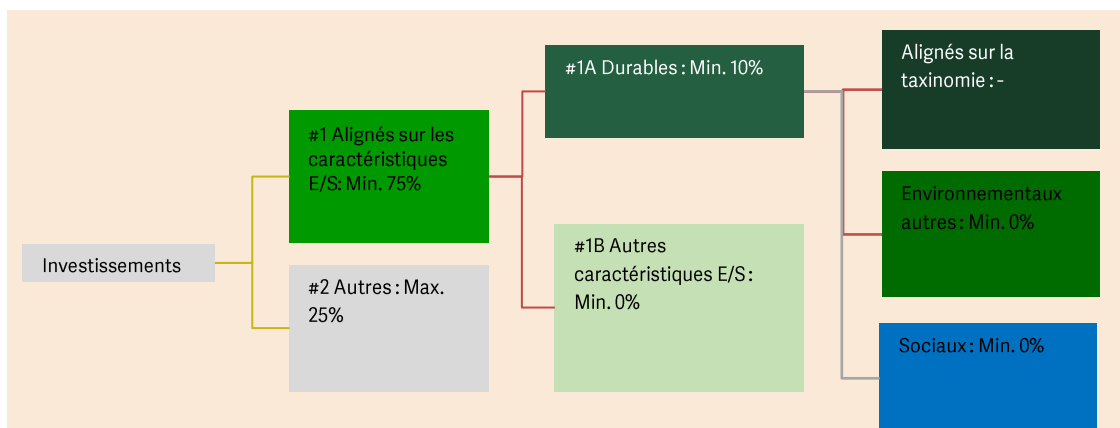 Investissements
#1 Alignés sur les
caractéristiques
E/S: Min. 75%
#2 Autres : Max.
25%
#1A Durables : Min. 10%
#1B Autres
caractéristiques E/S :
Min. 0%
Alignés sur la
taxinomie : -
Environnementaux
autres : Min. 0%
Sociaux : Min. 0%